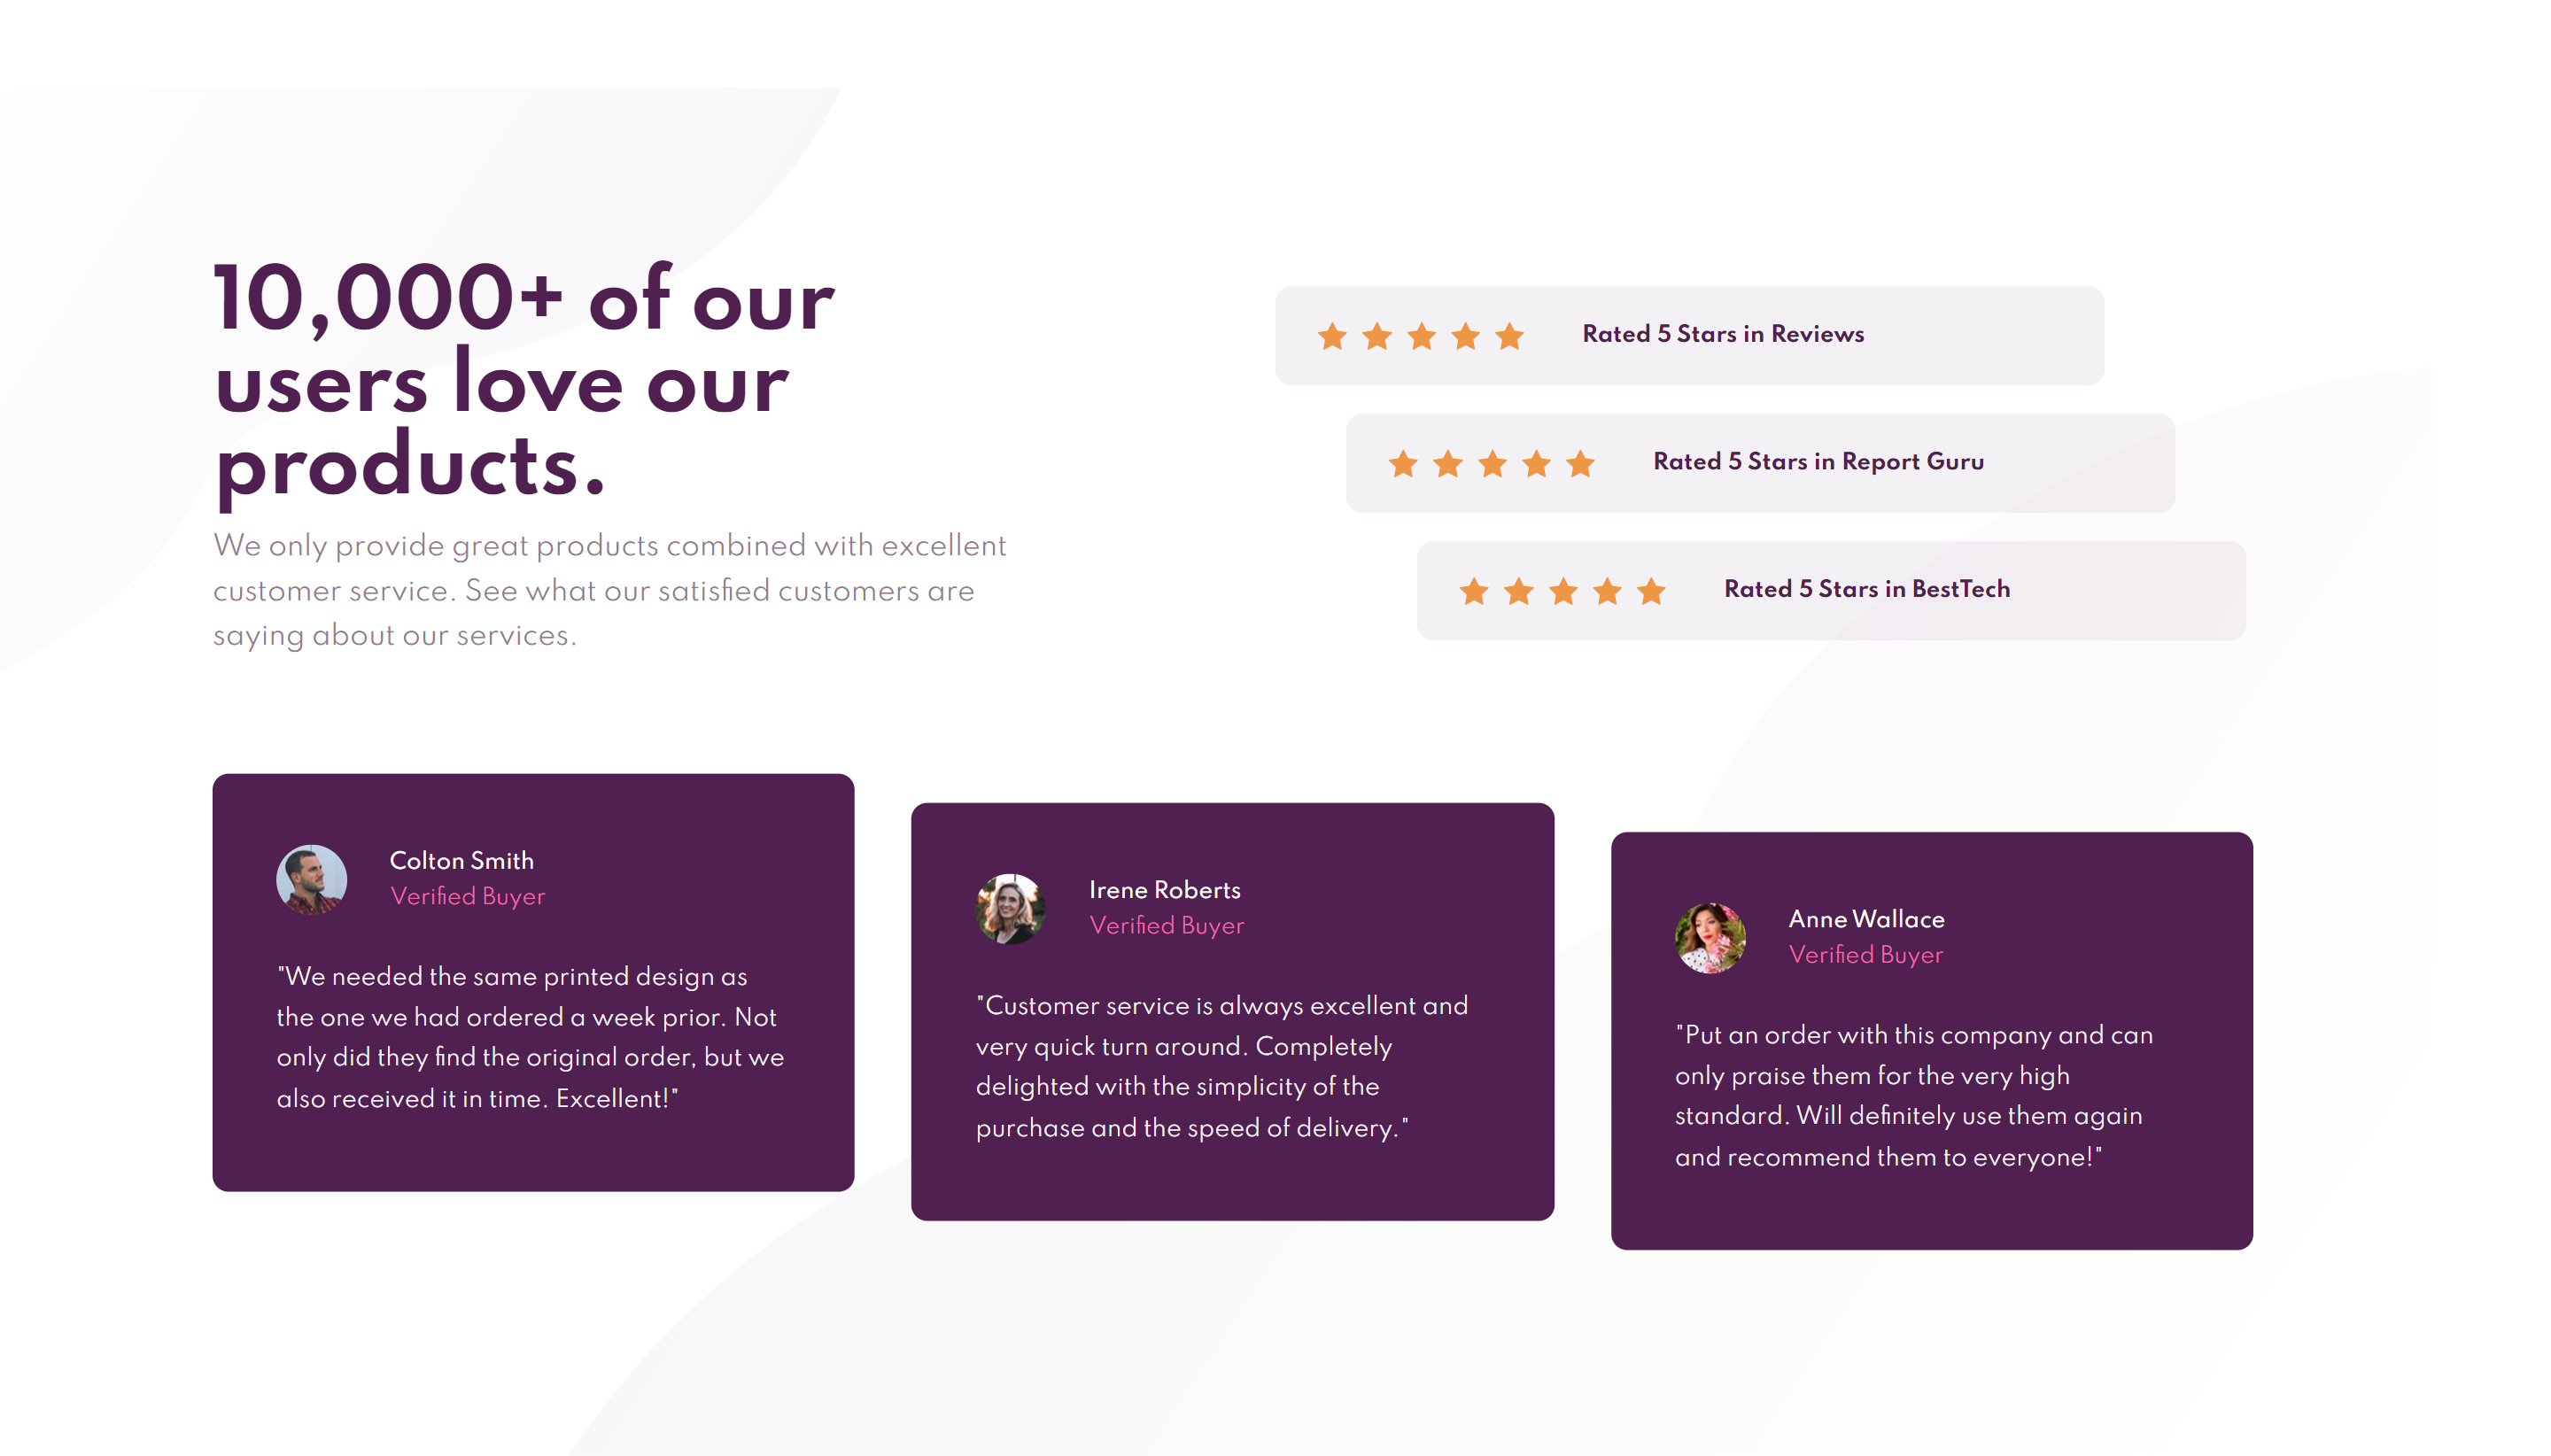 10,000+ of our
users love our
products.
We only provide great products combined with excellent
customer service. See what our satisfied customers are
saying about our services.
Rated 5 Stars in Reviews
Rated 5 Stars in Report Guru
Rated 5 Stars in BestTech
Colton Smith
Verified Buyer
"We needed the same printed design as
the one we had ordered a week prior. Not
only did they find the original order, but we
also received it in time. Excellent!"
Irene Roberts
Verified Buyer
"Customer service is always excellent and
very quick turn around. Completely
delighted with the simplicity of the
purchase and the speed of delivery."
Anne Wallace
Verified Buyer
"Put an order with this company and can
only praise them for the very high
standard. Will definitely use them again
and recommend them to everyone!"